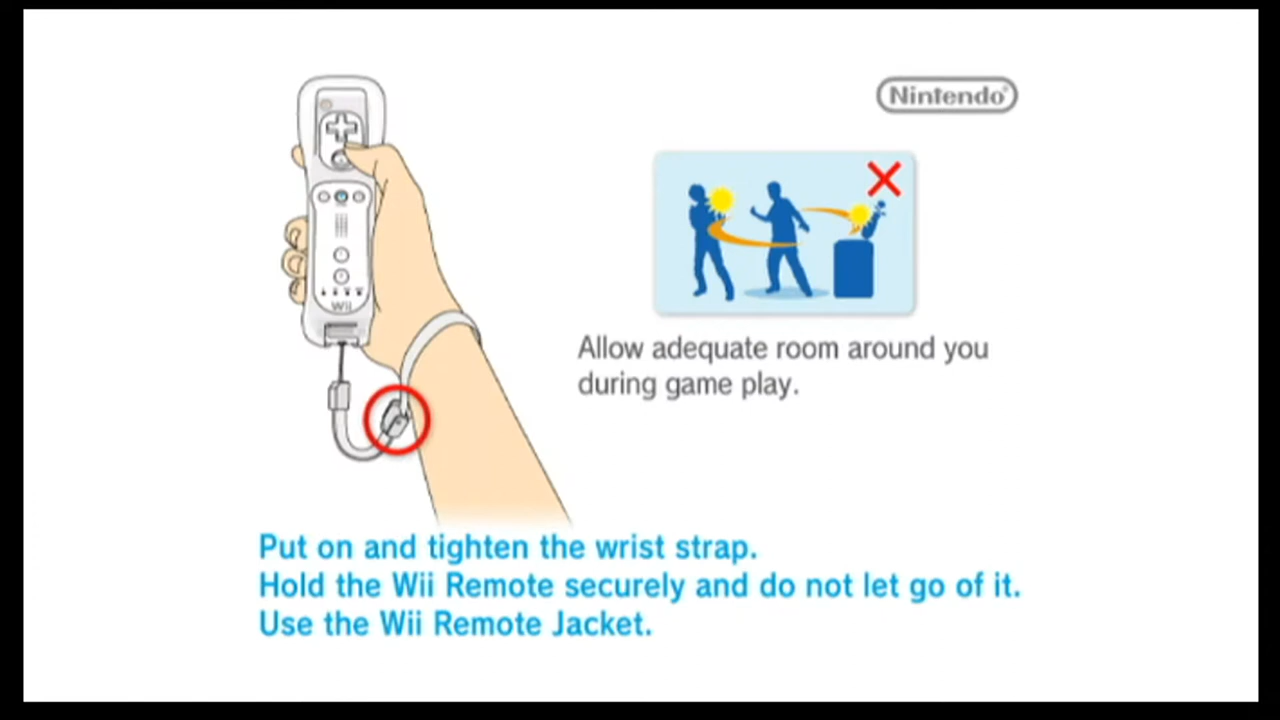 Nintendo
Wii
Allow adequate room around you
during game play.
Put on and tighten the wrist strap.
Hold the Wii Remote securely and do not let go of it.
Use the Wii Remote Jacket.